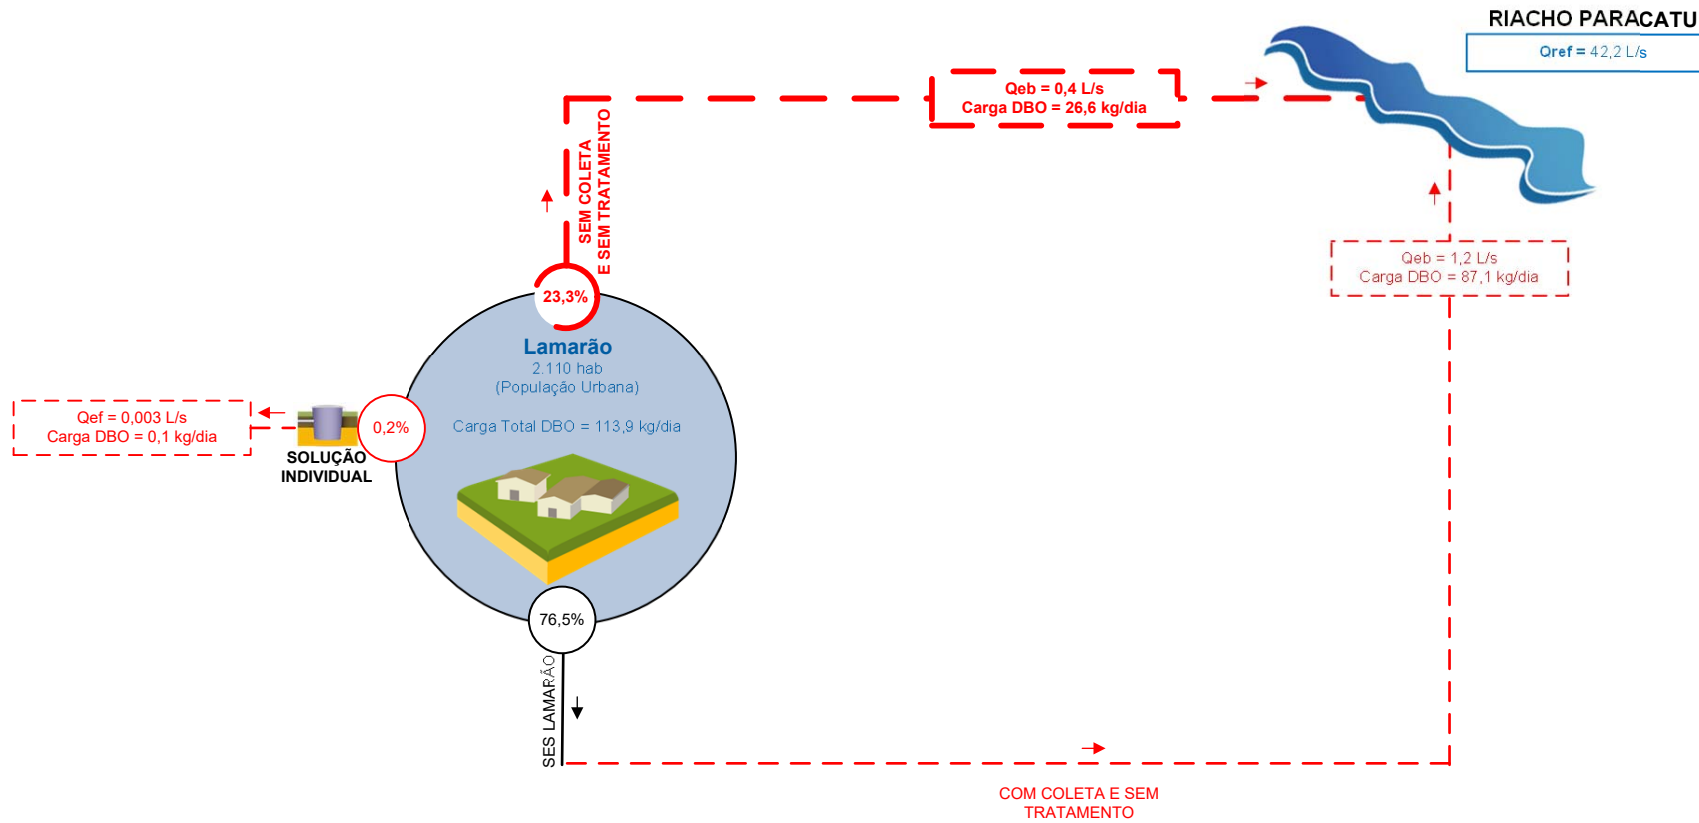 RIACHO PARACATU
Qref = 42,2 L/s
Qeb = 0,4 L/s
Carga DBO = 26,6 kg/dia
SEM COLETA
E SEM TRATAMENTO
Qeb = 1,2 L/s
Carga DBO = 87,1 kg/dia
23,3%
Lamarão
2.110 hab
(População Urbana)
Carga Total DBO = 113,9 kg/dia
Qef = 0,003 L/s
Carga DBO = 0,1 kg/dia
0,2%
SOLUÇÃO
INDIVIDUAL
76,5%
SES LAMARÃO
COM COLETA E SEM
TRATAMENTO